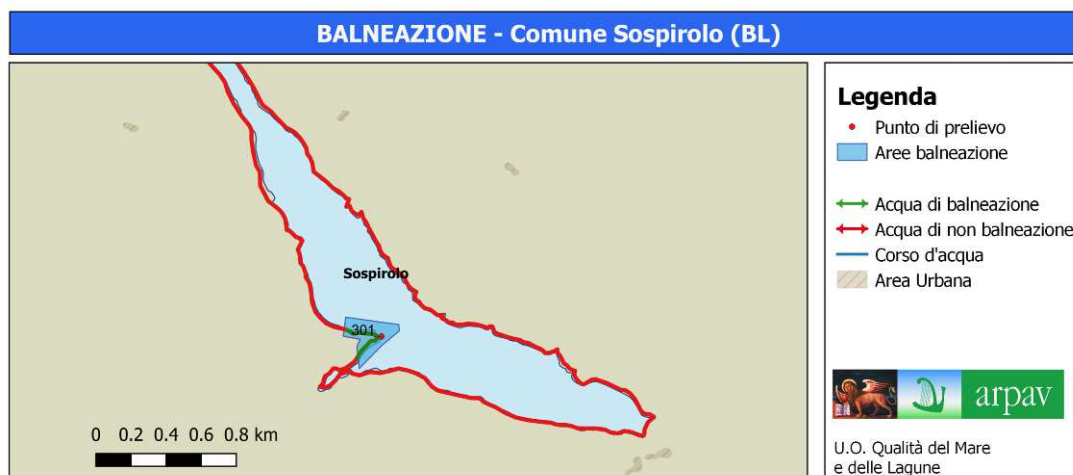 BALNEAZIONE - Comune Sospirolo (BL)
Sospirolo
301
0 0.2 0.4 0.6 0.8 km
Legenda
Punto di prelievo
Aree balneazione
Acqua di balneazione
Acqua di non balneazione
Corso d'acqua
Area Urbana
arpav
U.O. Qualità del Mare
e delle Lagune